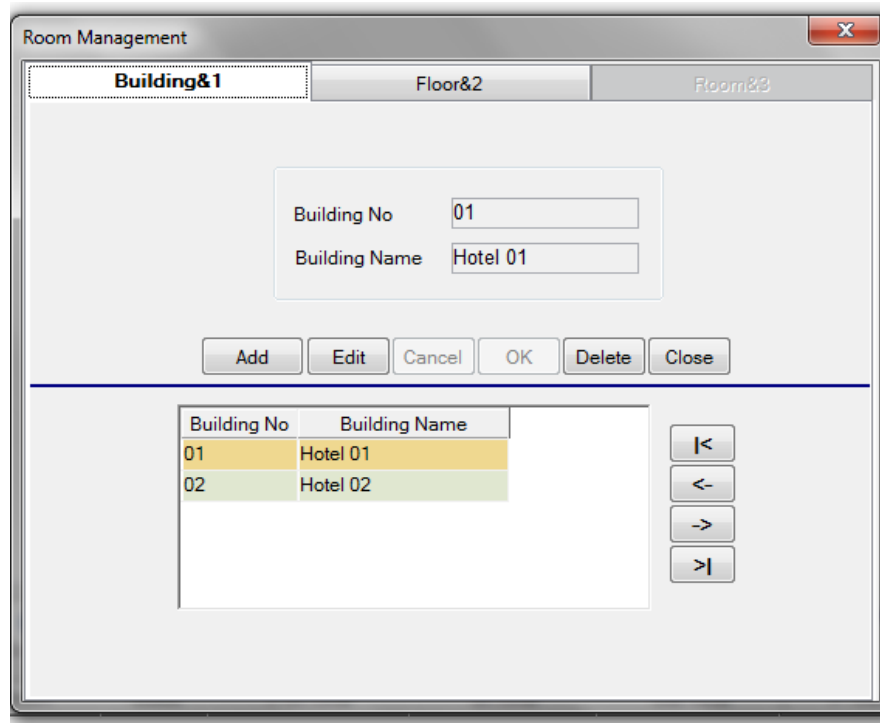 Room Management
Building&1 Floor&2 Room&3
Building No 01
Building Name Hotel 01
Add Edit Cancel OK Delete Close
Building No Building Name
01 Hotel 01
02 Hotel 02
|<
<-
->
>|